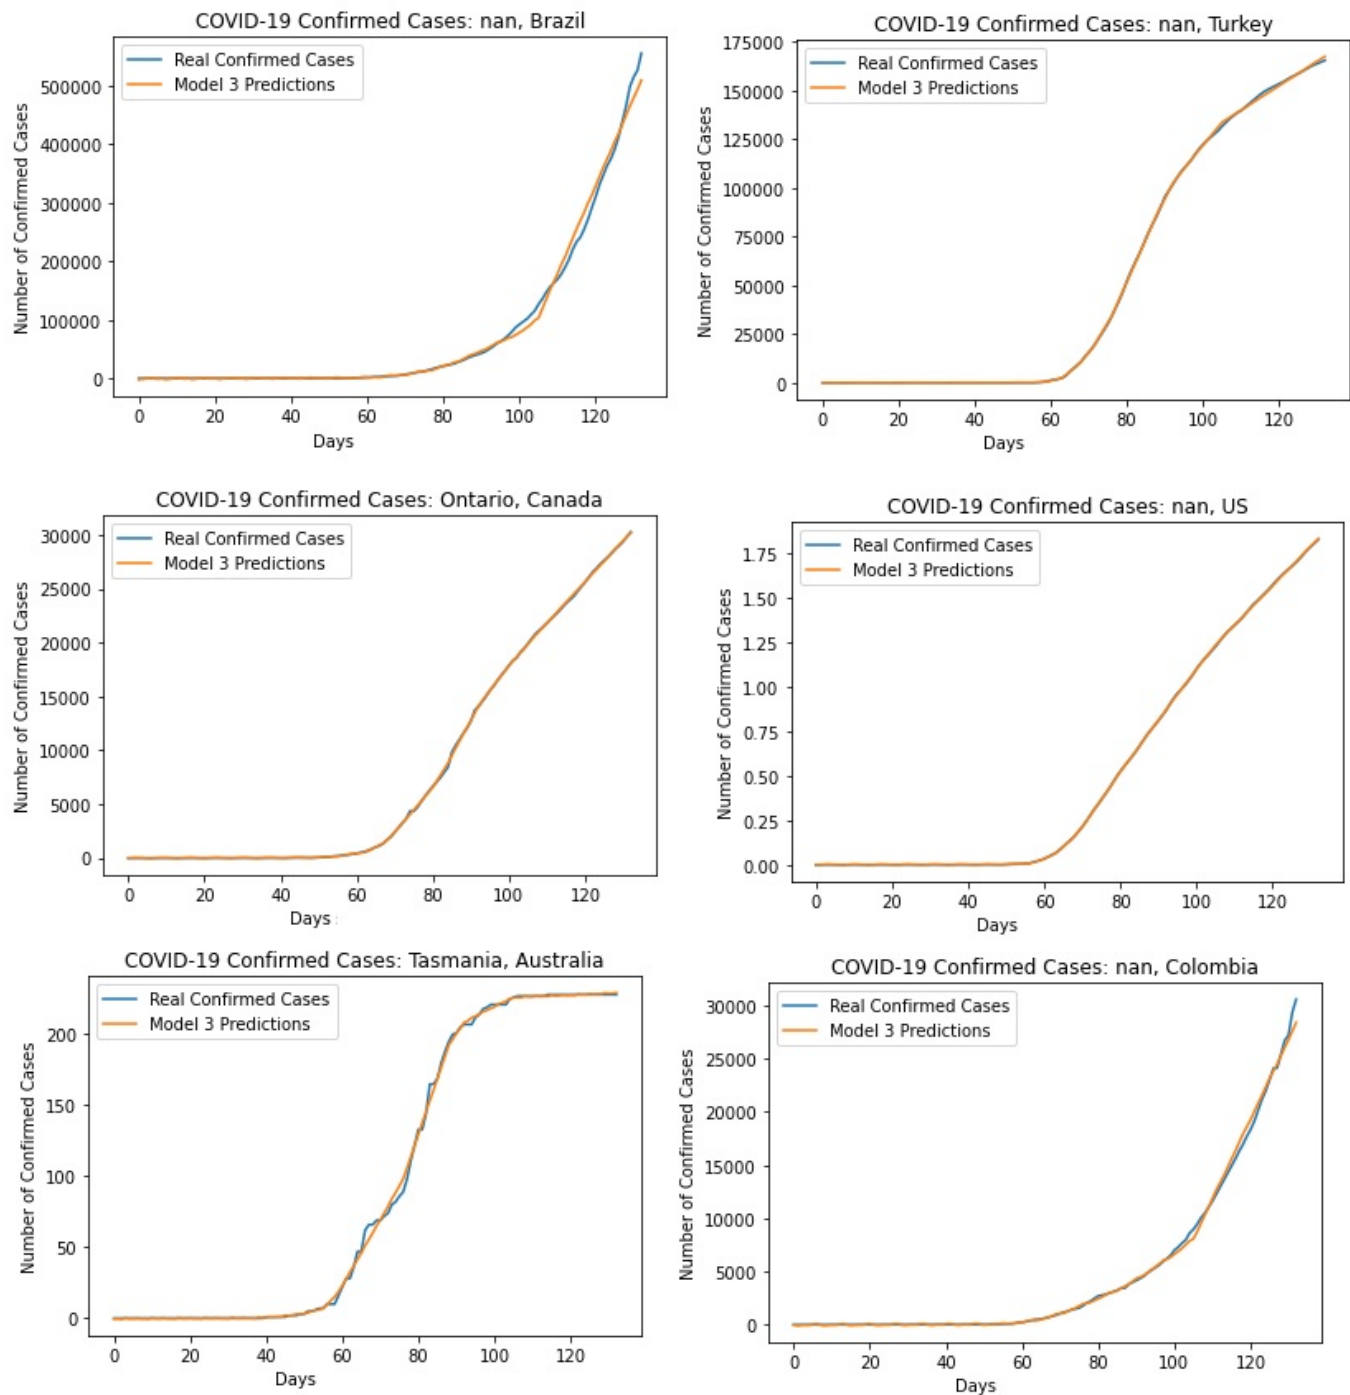 COVID-19 Confirmed Cases: nan, Brazil
Real Confirmed Cases
Model 3 Predictions
Number of Confirmed Cases
500000
400000
300000
200000
100000
0
0 20 40 60 80 100 120
Days
COVID-19 Confirmed Cases: nan, Turkey
Real Confirmed Cases
Model 3 Predictions
Number of Confirmed Cases
175000
150000
125000
100000
75000
50000
25000
0
0 20 40 60 80 100 120
Days
COVID-19 Confirmed Cases: Ontario, Canada
Real Confirmed Cases
Model 3 Predictions
Number of Confirmed Cases
30000
25000
20000
15000
10000
5000
0
0 20 40 60 80 100 120
Days
COVID-19 Confirmed Cases: nan, US
Real Confirmed Cases
Model 3 Predictions
Number of Confirmed Cases
1.75
1.50
1.25
1.00
0.75
0.50
0.25
0.00
0 20 40 60 80 100 120
Days
COVID-19 Confirmed Cases: Tasmania, Australia
Real Confirmed Cases
Model 3 Predictions
Number of Confirmed Cases
200
150
100
50
0
0 20 40 60 80 100 120
Days
COVID-19 Confirmed Cases: nan, Colombia
Real Confirmed Cases
Model 3 Predictions
Number of Confirmed Cases
30000
25000
20000
15000
10000
5000
0
0 20 40 60 80 100 120
Days